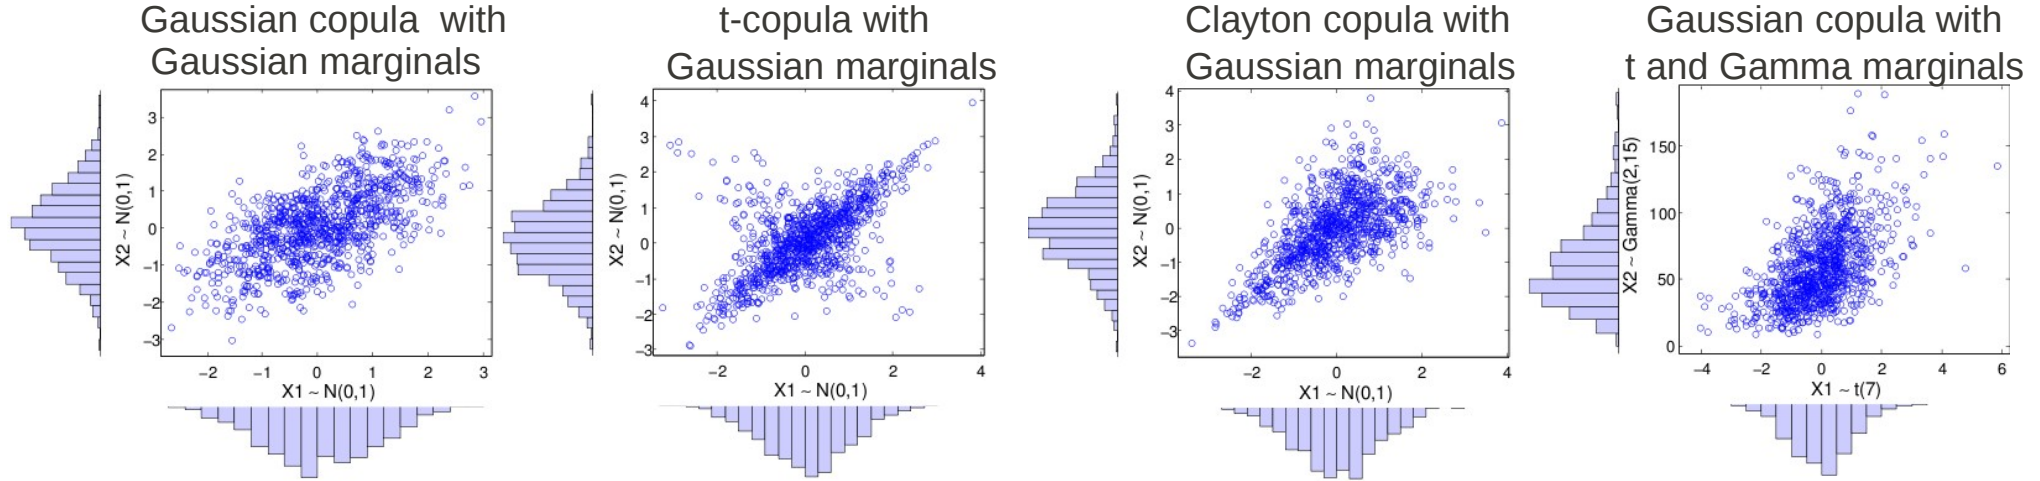 Gaussian copula with
Gaussian marginals
3
2
1
0
−1
−2
−3
X2 ~ N(0,1)
−2 −1 0 1 2 3
X1 ~ N(0,1)
t-copula with
Gaussian marginals
4
3
2
1
0
−1
−2
−3
X2 ~ N(0,1)
−2 0 2 4
X1 ~ N(0,1)
Clayton copula with
Gaussian marginals
4
3
2
1
0
−1
−2
−3
X2 ~ N(0,1)
−2 0 2 4
X1 ~ N(0,1)
Gaussian copula with
t and Gamma marginals
150
100
50
0
X2 ~ Gamma(2,15)
−4 −2 0 2 4 6
X1 ~ t(7)